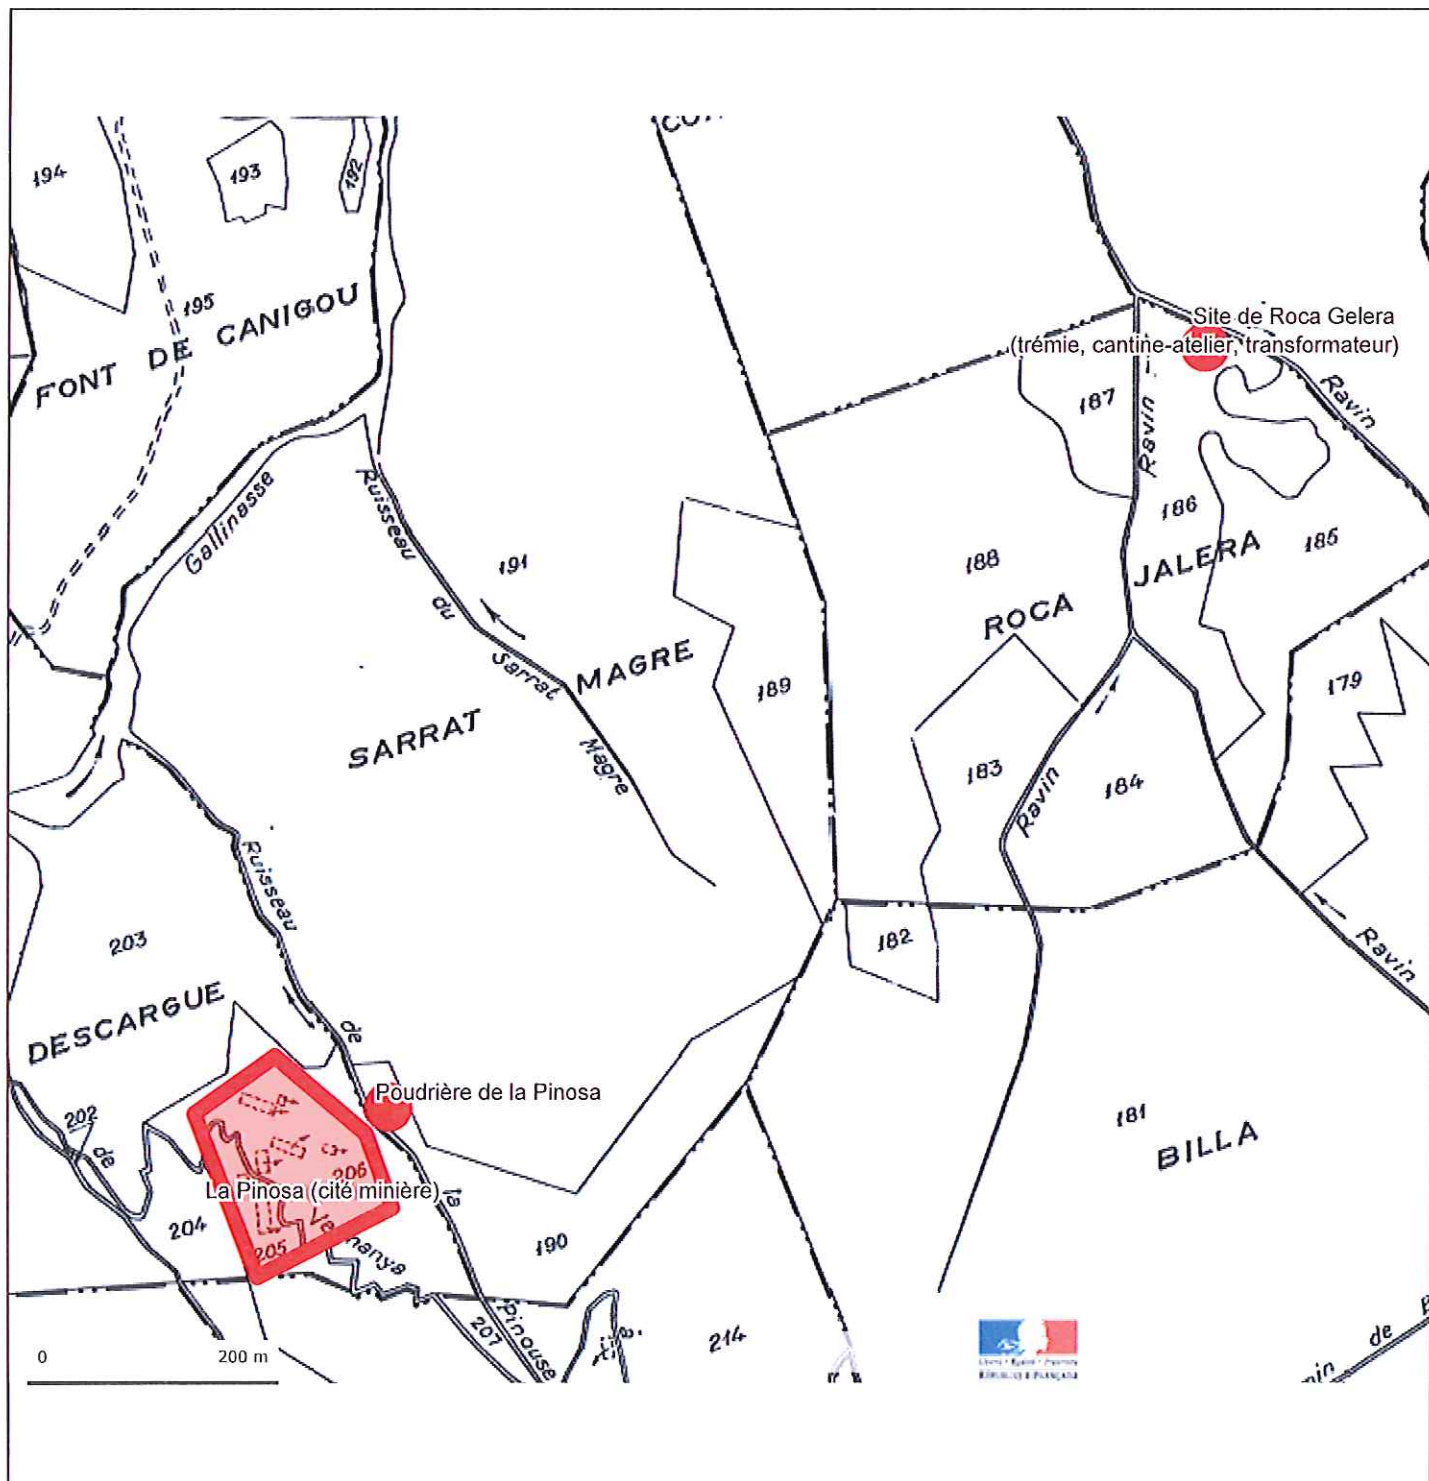 194
193
192
195
FONT DE CANIGOU
Site de Roca Gelera
(trémie, cantine-atelier, transformateur)
187
Ravin
Ravin
Gallinasse
Ruisseau du Sarrat Magre
191
186
185
188
ROCA JALERA
SARRAT MAGRE
189
179
183
Ravin
184
182
Ravin
203
Ruisseau de la Pinouse
DESCARGUE
202
de
Poudrière de la Pinosa
181
BILLA
206
La Pinosa (cité minière)
204
205
190
207
214
de
0 200 m
RÉPUBLIQUE FRANÇAISE